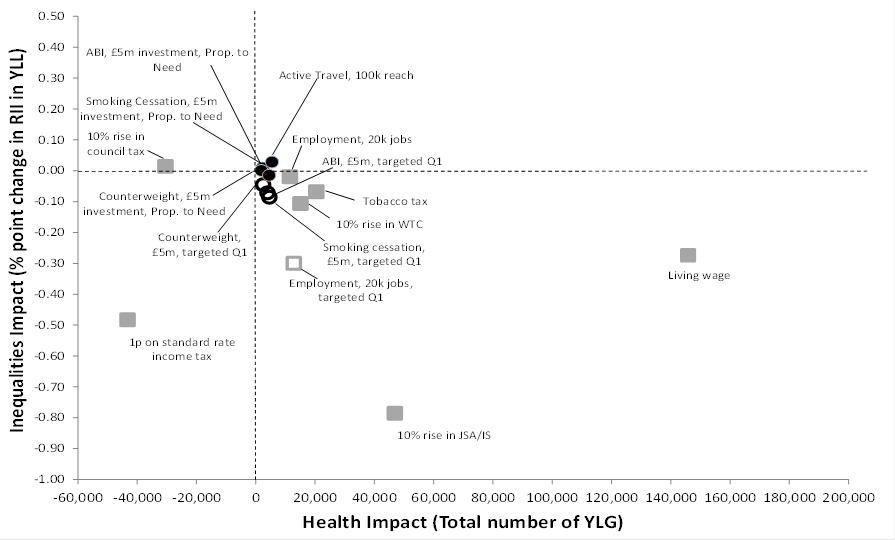 0.50
0.40
0.30
0.20
0.10
0.00
-0.10
-0.20
-0.30
-0.40
-0.50
-0.60
-0.70
-0.80
-0.90
-1.00
Inequalities Impact (% point change in RII in YLL)
ABI, £5m investment, Prop. to
Need
Active Travel, 100k reach
Smoking Cessation, £5m
investment, Prop. to Need
10% rise in
council tax
Employment, 20k jobs
ABI, £5m, targeted Q1
Counterweight, £5m
investment, Prop. to Need
Tobacco tax
10% rise in WTC
Counterweight,
£5m, targeted Q1
Smoking cessation,
£5m, targeted Q1
Employment, 20k jobs,
targeted Q1
Living wage
1p on standard rate
income tax
10% rise in JSA/IS
-60,000
-40,000
-20,000
0
20,000
40,000
60,000
80,000
100,000
120,000
140,000
160,000
180,000
200,000
Health Impact (Total number of YLG)